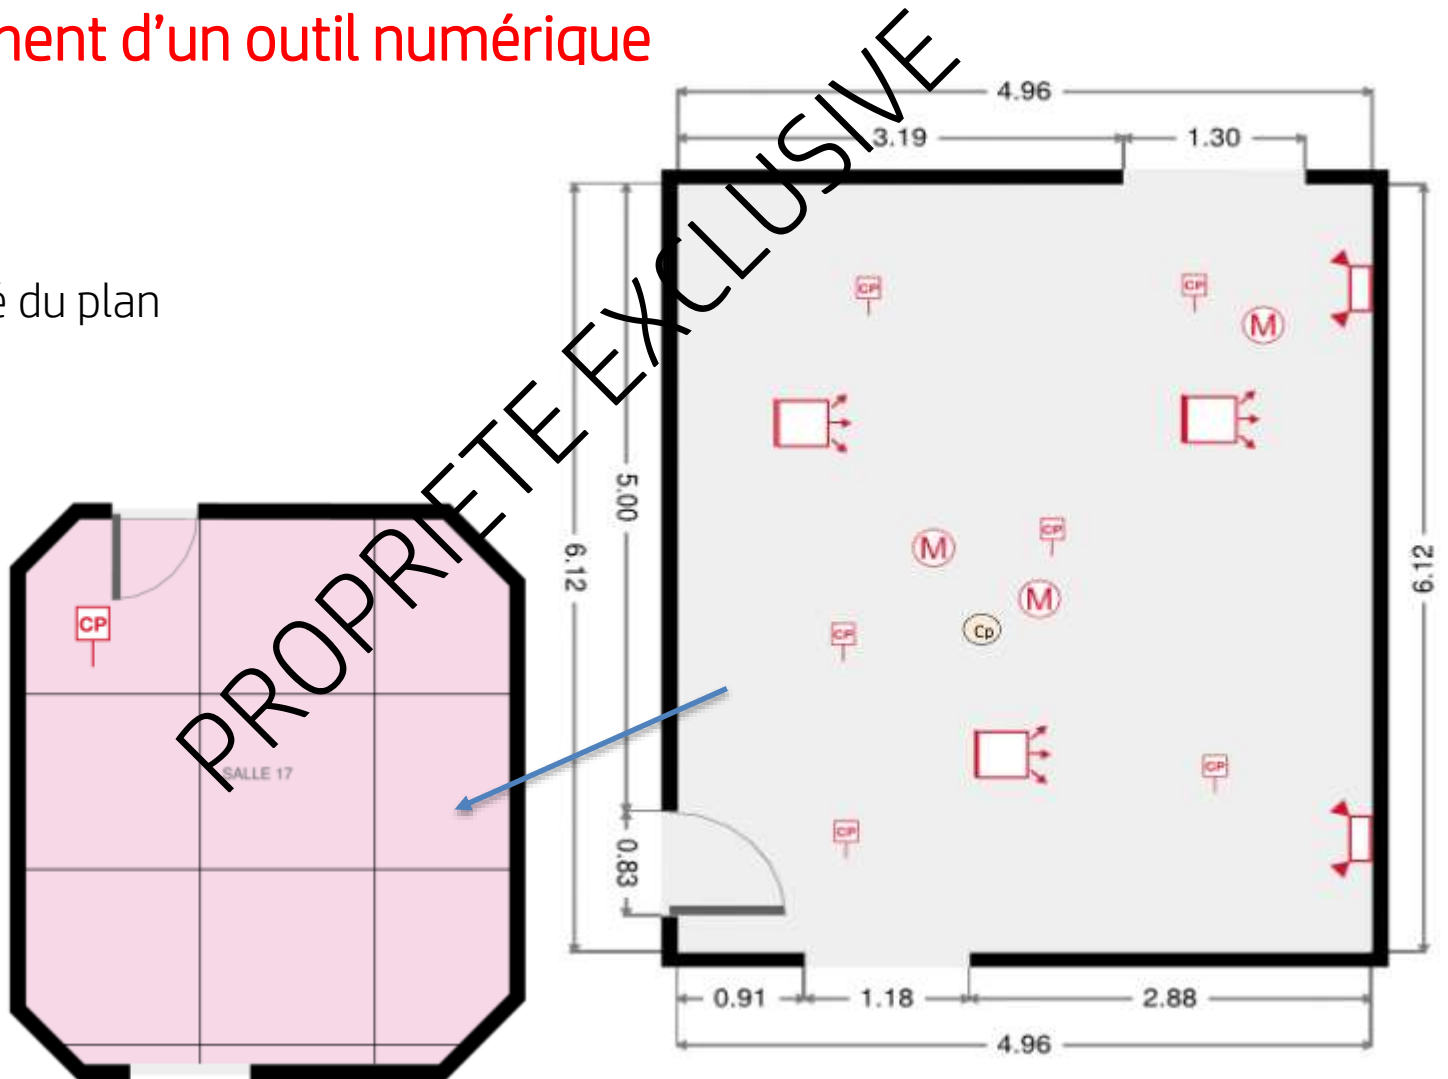 nent d'un outil numérique
é du plan
PROPRIETE EXCLUSIVE
4.96
3.19
1.30
CP
CP
M
5.00
6.12
6.12
M
CP
M
Cp
CP
CP
CP
0.83
0.91
1.18
2.88
4.96
CP
SALLE 17